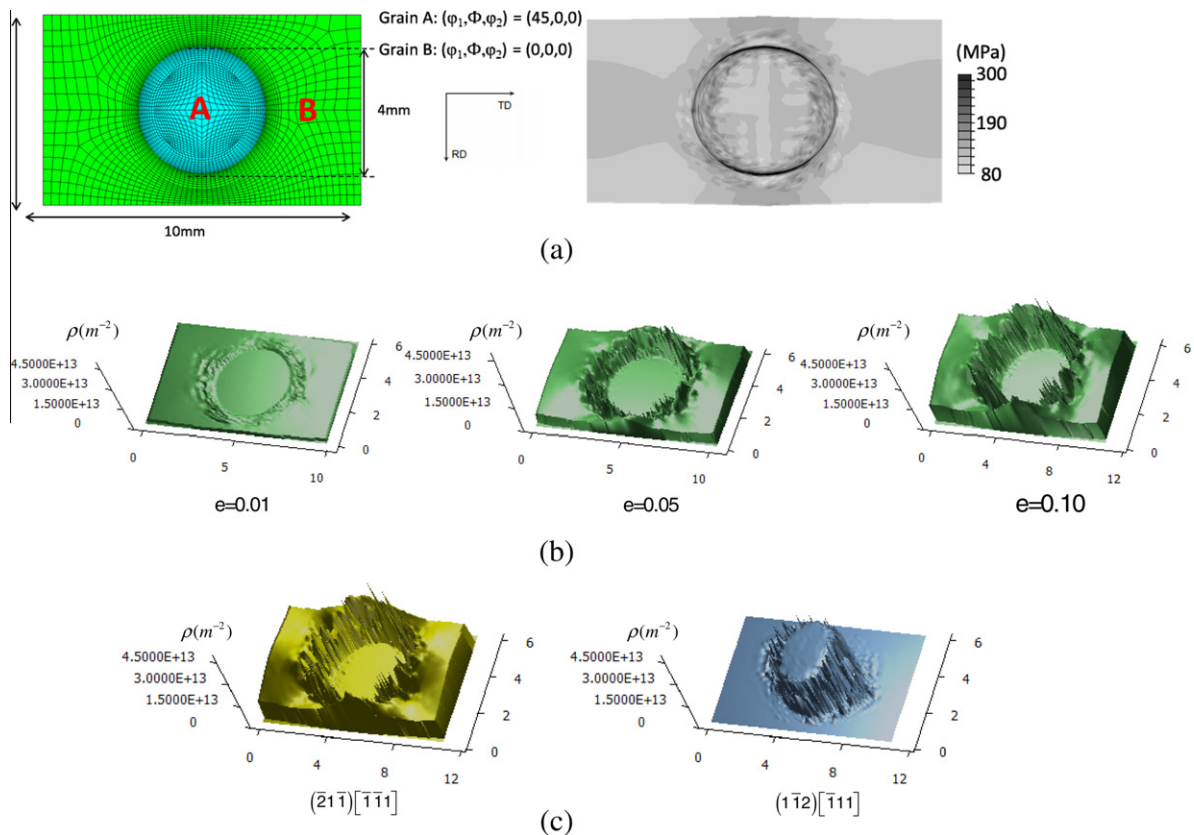 Grain A: (φ₁,Φ,φ₂) = (45,0,0)
Grain B: (φ₁,Φ,φ₂) = (0,0,0)
A
B
4mm
TD
RD
10mm
(MPa)
300
190
80
(a)
ρ(m⁻²)
4.5000E+13
3.0000E+13
1.5000E+13
0
0
5
10
0
2
4
6
e=0.01
ρ(m⁻²)
4.5000E+13
3.0000E+13
1.5000E+13
0
0
5
10
0
2
4
6
e=0.05
ρ(m⁻²)
4.5000E+13
3.0000E+13
1.5000E+13
0
0
4
8
12
0
2
4
6
e=0.10
(b)
ρ(m⁻²)
4.5000E+13
3.0000E+13
1.5000E+13
0
0
4
8
12
0
2
4
6
(2̅11̅)[1̅1̅1]
ρ(m⁻²)
4.5000E+13
3.0000E+13
1.5000E+13
0
0
4
8
12
0
2
4
6
(11̅2)[1̅11]
(c)